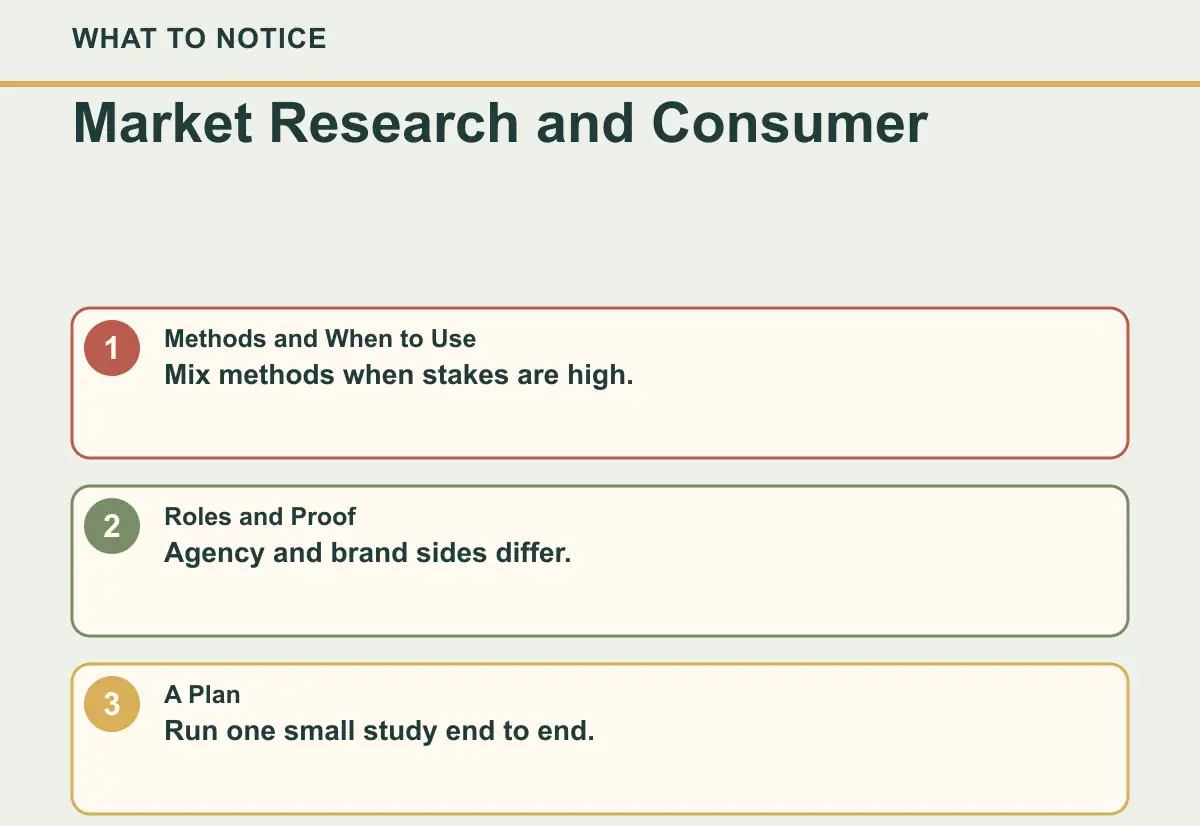 WHAT TO NOTICE
Market Research and Consumer
1
Methods and When to Use
Mix methods when stakes are high.
2
Roles and Proof
Agency and brand sides differ.
3
A Plan
Run one small study end to end.